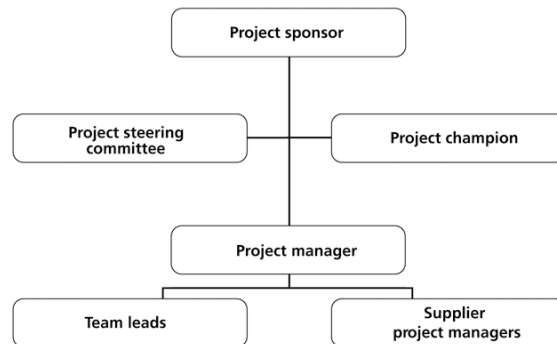 Project sponsor
Project steering
committee
Project champion
Project manager
Team leads
Supplier
project managers